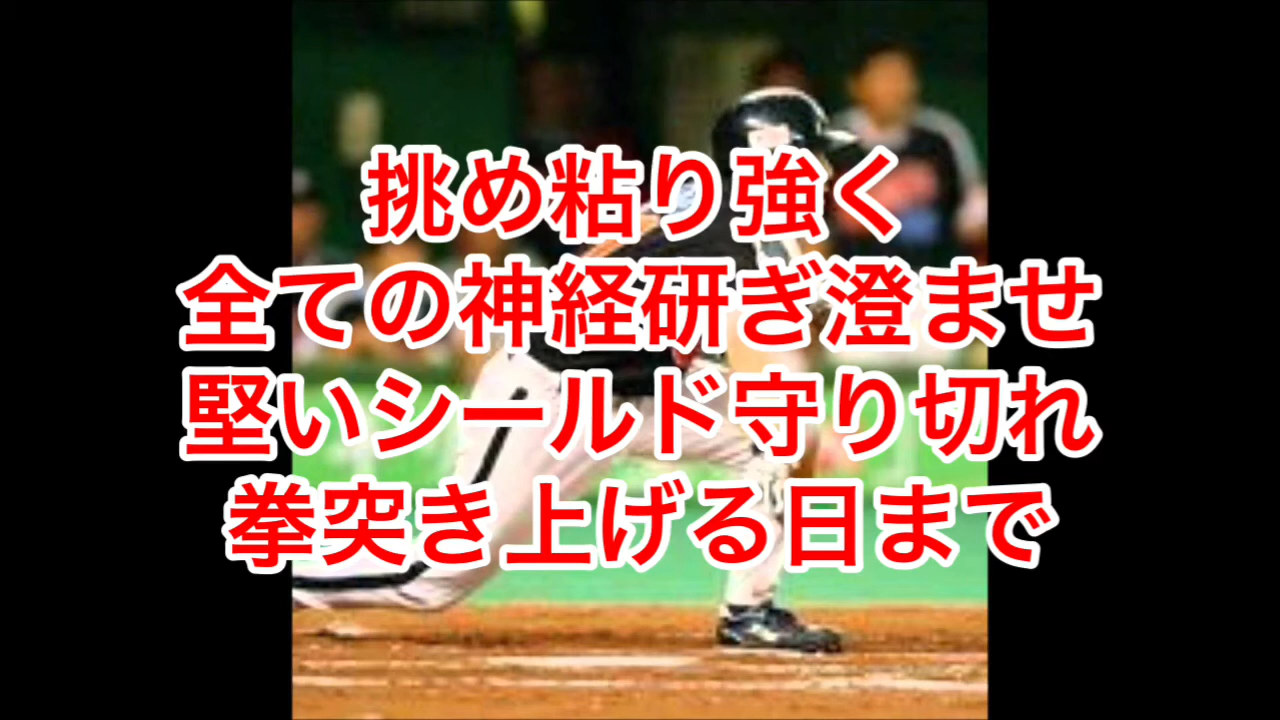 挑め粘り強く
全ての神経研ぎ澄ませ
堅いシールド守り切れ
拳突き上げる日まで